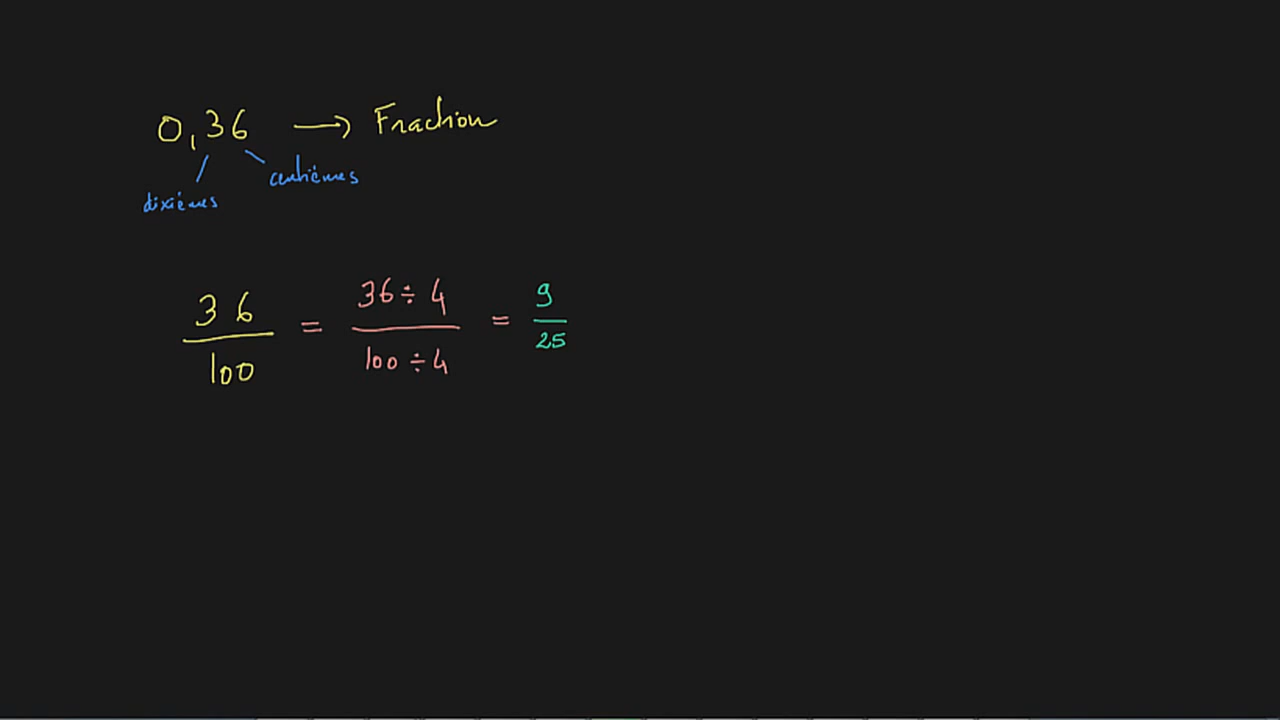 0,36 → Fraction
dixièmes centièmes
36/100 = 36÷4/100÷4 = 9/25